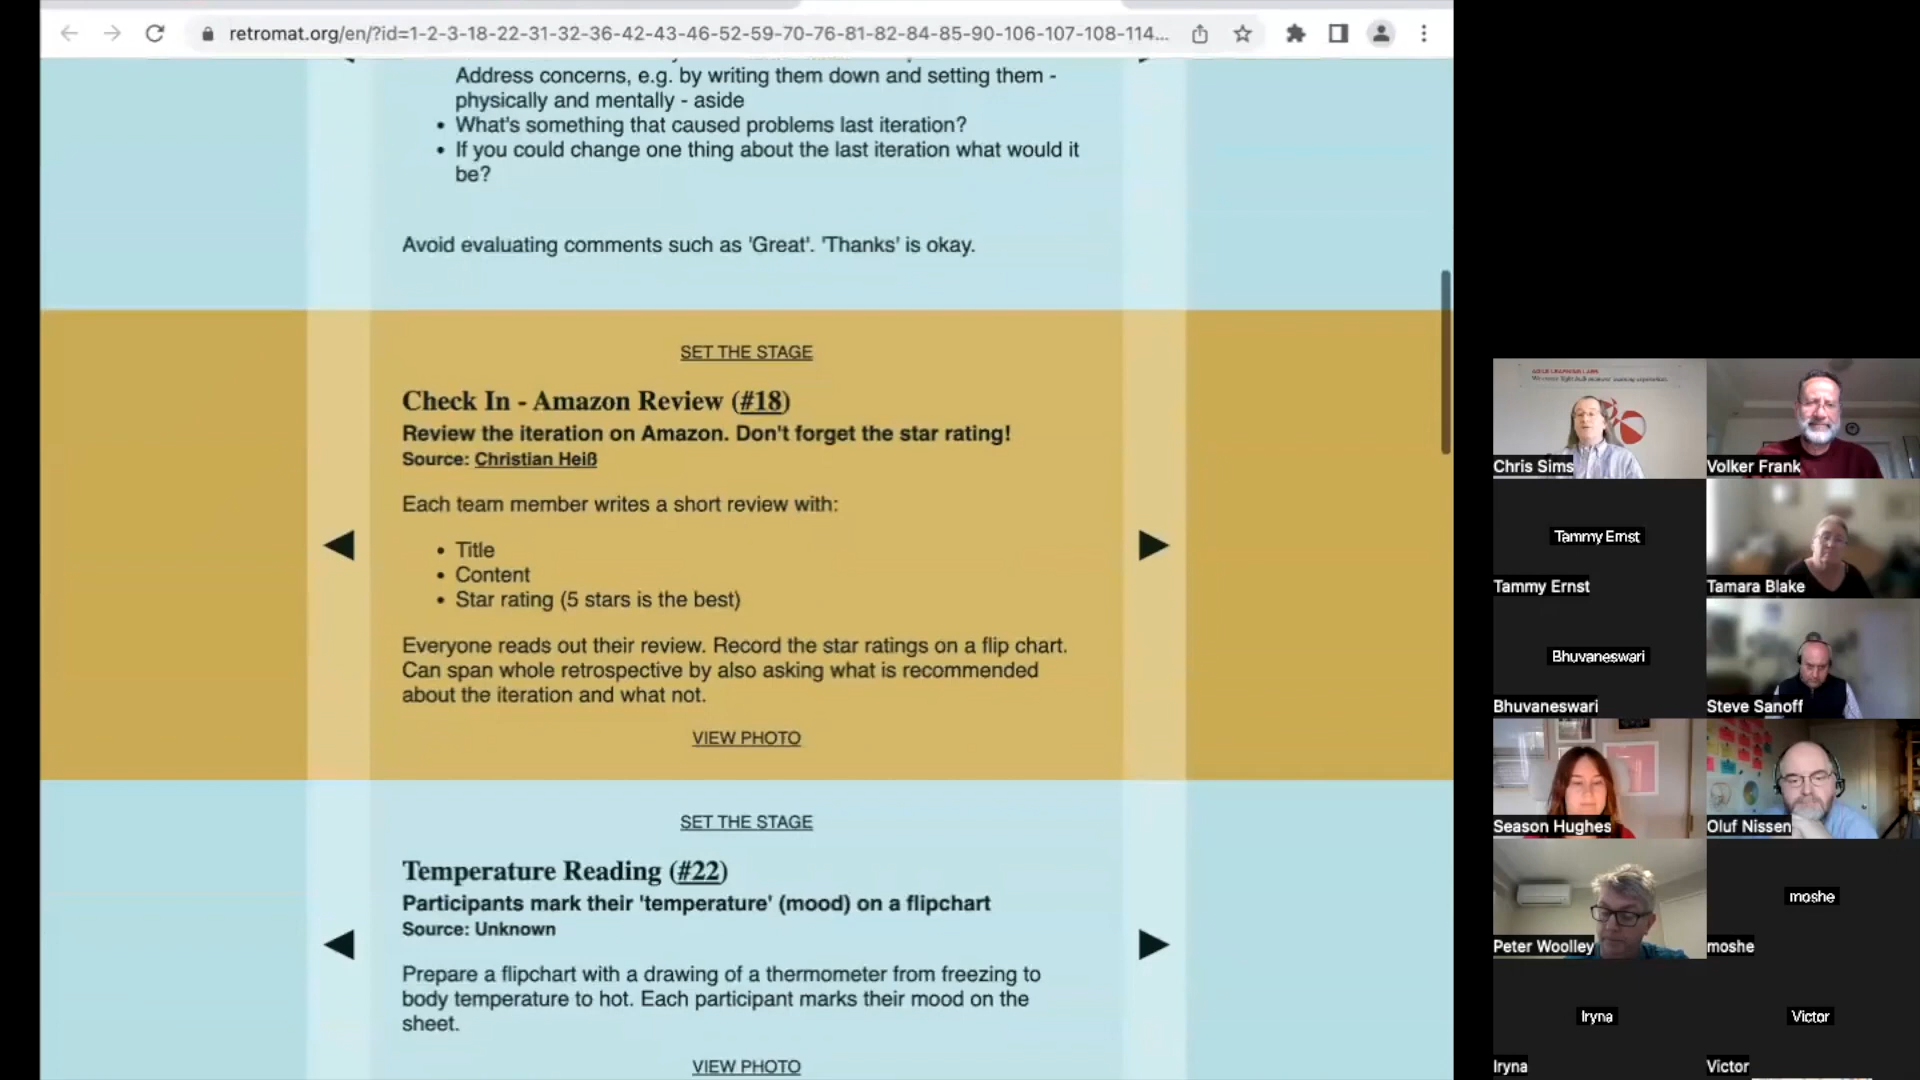 retromat.org/en/?id=1-2-3-18-22-31-32-36-42-43-46-52-59-70-76-81-82-84-85-90-106-107-108-114...
Address concerns, e.g. by writing them down and setting them -
physically and mentally - aside
• What's something that caused problems last iteration?
• If you could change one thing about the last iteration what would it
be?
Avoid evaluating comments such as 'Great'. 'Thanks' is okay.
SET THE STAGE
Check In - Amazon Review (#18)
Review the iteration on Amazon. Don't forget the star rating!
Source: Christian Heiß
Each team member writes a short review with:
• Title
• Content
• Star rating (5 stars is the best)
Everyone reads out their review. Record the star ratings on a flip chart.
Can span whole retrospective by also asking what is recommended
about the iteration and what not.
VIEW PHOTO
SET THE STAGE
Temperature Reading (#22)
Participants mark their 'temperature' (mood) on a flipchart
Source: Unknown
Prepare a flipchart with a drawing of a thermometer from freezing to
body temperature to hot. Each participant marks their mood on the
sheet.
VIEW PHOTO
Chris Sims
Volker Frank
Tammy Ernst
Tammy Ernst
Tamara Blake
Bhuvaneswari
Bhuvaneswari
Steve Sanoff
Season Hughes
Oluf Nissen
Peter Woolley
moshe
moshe
Iryna
Iryna
Victor
Victor